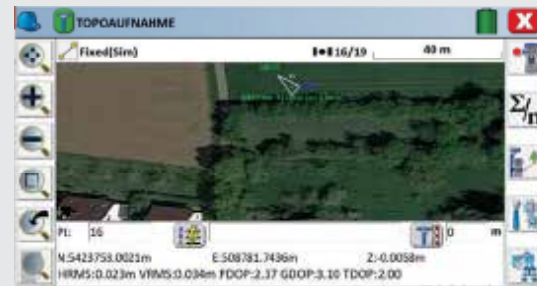 TOPOAUFNAHME
Fixed(Sim) 16/19 40 m
Σ/n
Pt: 16 0 m
N:5423753.0021m E:508781.7436m Z:-0.0058m
HRMS:0.023m VRMS:0.034m PDOP:2.37 GDOP:3.10 TDOP:2.00